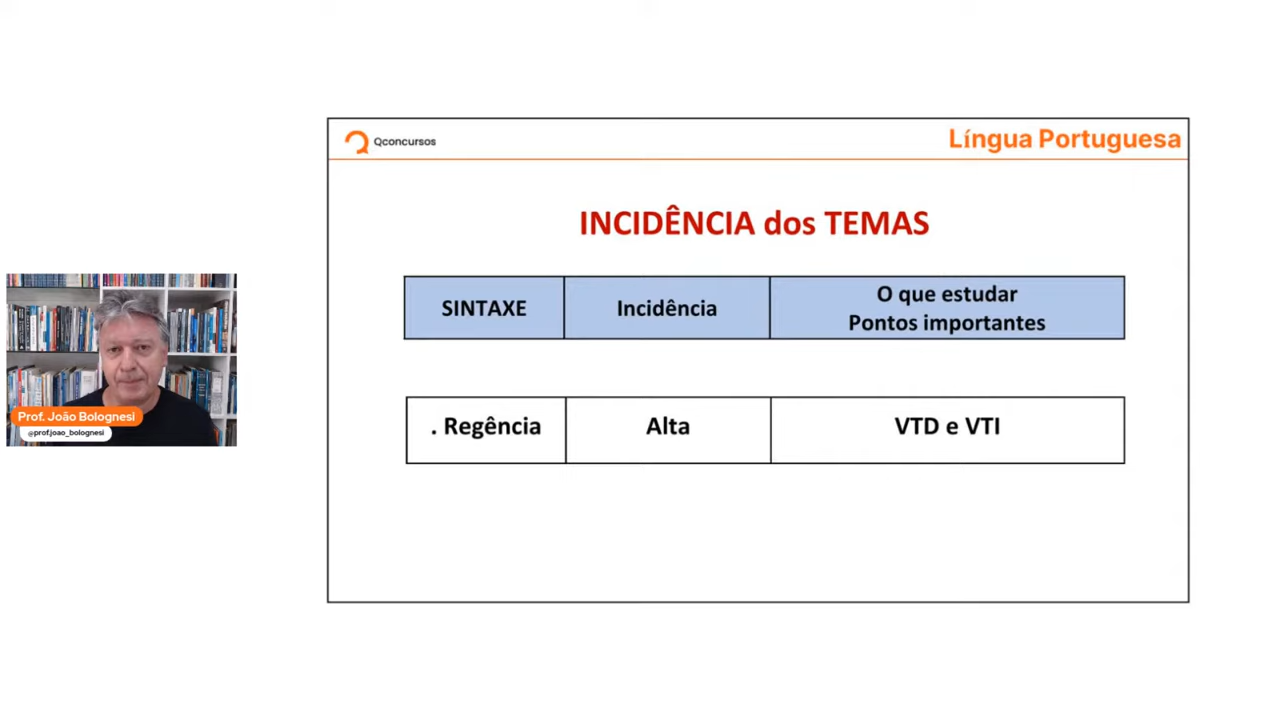 Qconcursos
Língua Portuguesa
INCIDÊNCIA dos TEMAS
SINTAXE
Incidência
O que estudar
Pontos importantes
. Regência
Alta
VTD e VTI
Prof. João Bolognesi
@prof.joao_bolognesi